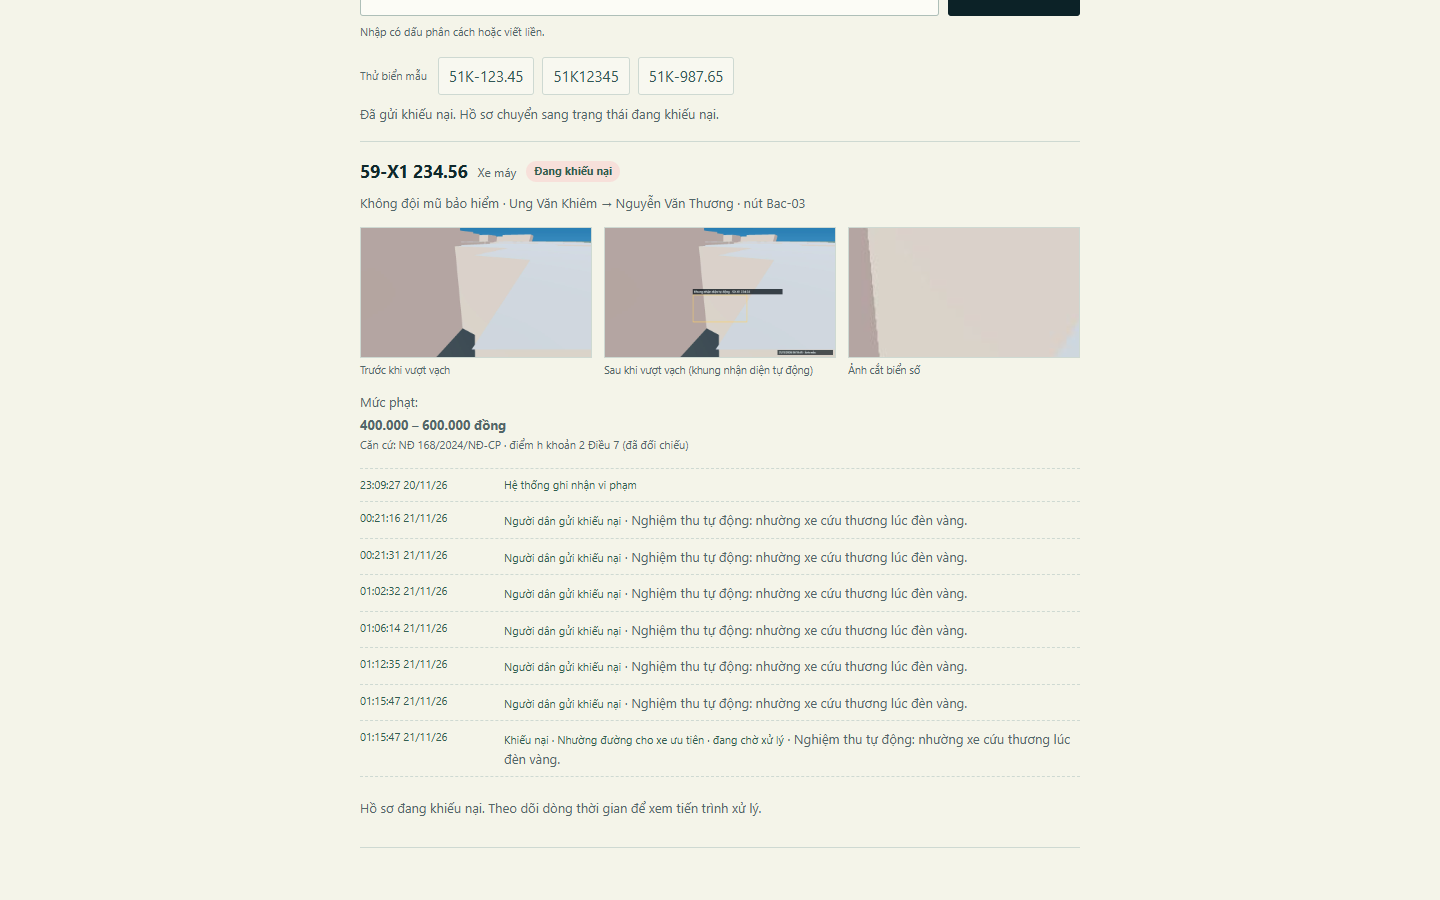 Nhập có dấu phân cách hoặc viết liền.
Thử biển mẫu 51K-123.45 51K12345 51K-987.65
Đã gửi khiếu nại. Hồ sơ chuyển sang trạng thái đang khiếu nại.
59-X1 234.56 Xe máy Đang khiếu nại
Không đội mũ bảo hiểm · Ung Văn Khiêm → Nguyễn Văn Thương · nút Bac-03
Trước khi vượt vạch
Sau khi vượt vạch (khung nhận diện tự động)
Ảnh cắt biển số
Mức phạt:
400.000 – 600.000 đồng
Căn cứ: NĐ 168/2024/NĐ-CP · điểm h khoản 2 Điều 7 (đã đối chiếu)
23:09:27 20/11/26 Hệ thống ghi nhận vi phạm
00:21:16 21/11/26 Người dân gửi khiếu nại · Nghiệm thu tự động: nhường xe cứu thương lúc đèn vàng.
00:21:31 21/11/26 Người dân gửi khiếu nại · Nghiệm thu tự động: nhường xe cứu thương lúc đèn vàng.
01:02:32 21/11/26 Người dân gửi khiếu nại · Nghiệm thu tự động: nhường xe cứu thương lúc đèn vàng.
01:06:14 21/11/26 Người dân gửi khiếu nại · Nghiệm thu tự động: nhường xe cứu thương lúc đèn vàng.
01:12:35 21/11/26 Người dân gửi khiếu nại · Nghiệm thu tự động: nhường xe cứu thương lúc đèn vàng.
01:15:47 21/11/26 Người dân gửi khiếu nại · Nghiệm thu tự động: nhường xe cứu thương lúc đèn vàng.
01:15:47 21/11/26 Khiếu nại · Nhường đường cho xe ưu tiên · đang chờ xử lý · Nghiệm thu tự động: nhường xe cứu thương lúc
đèn vàng.
Hồ sơ đang khiếu nại. Theo dõi dòng thời gian để xem tiến trình xử lý.